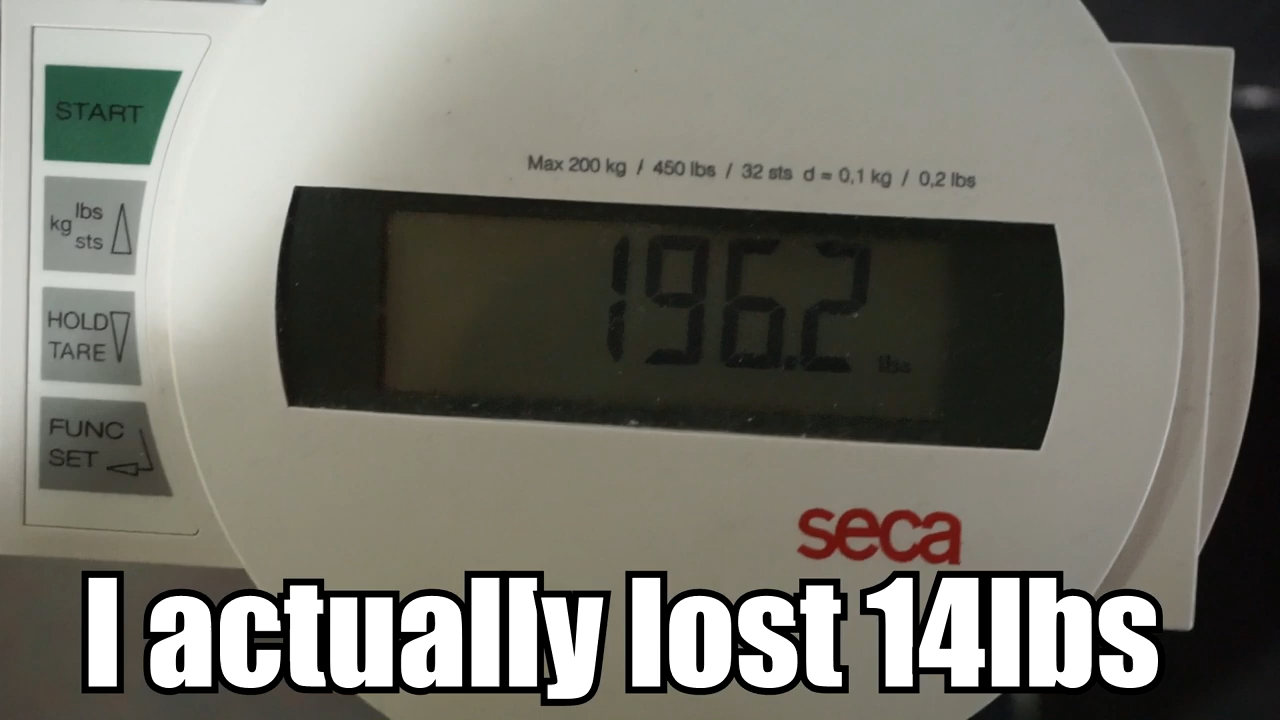 START
kg lbs sts
HOLD
TARE
FUNC
SET
Max 200 kg / 450 lbs / 32 sts d = 0,1 kg / 0,2 lbs
196.2 lbs
seca
I actually lost 14lbs